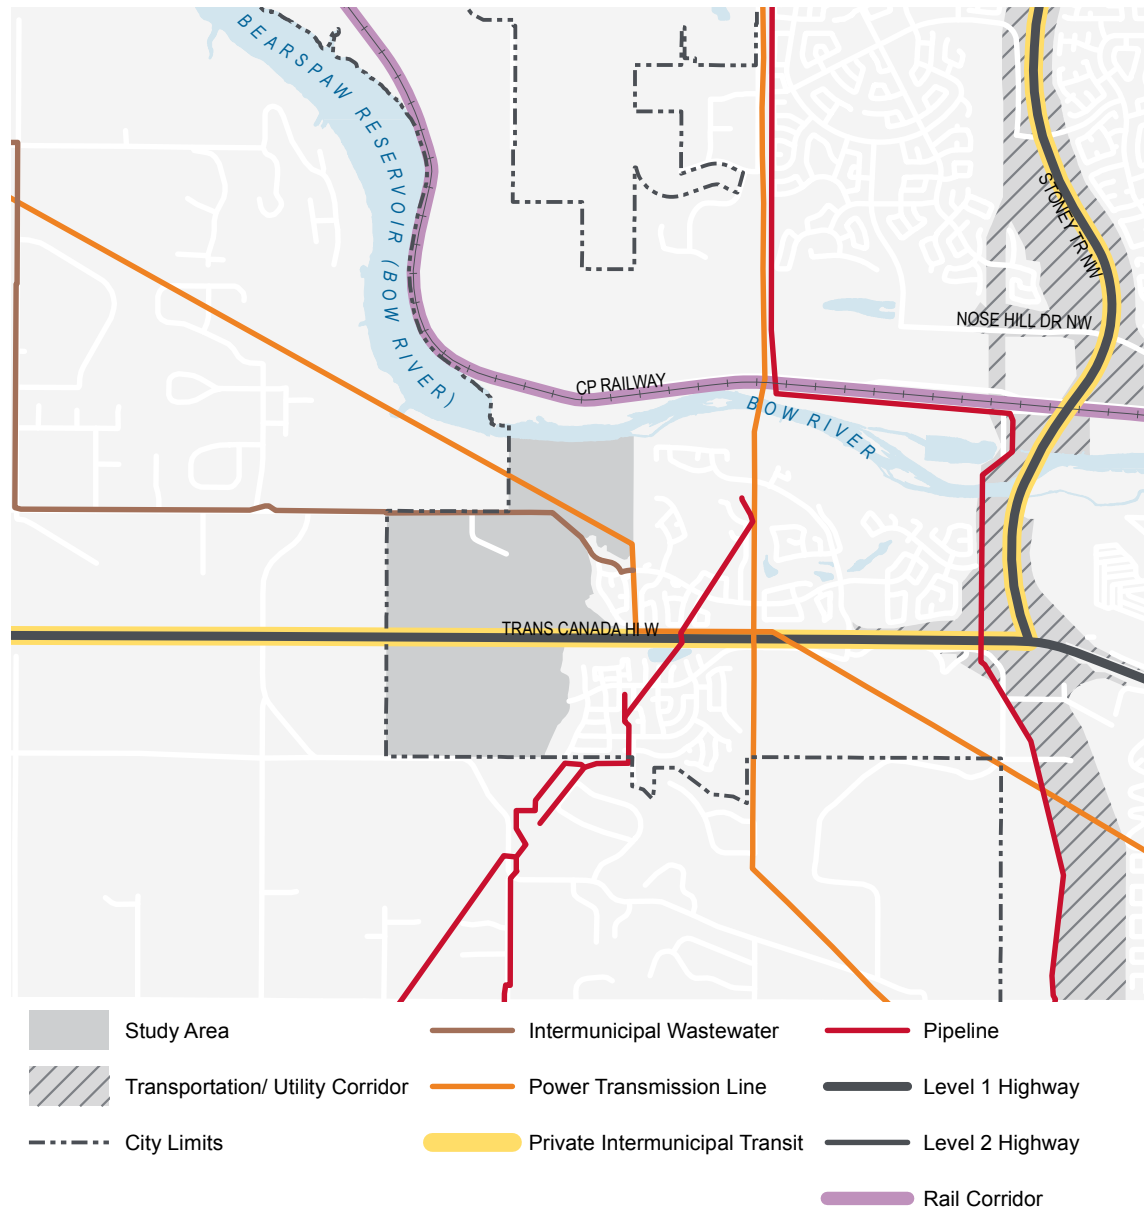 BEARSPAW RESERVOIR (BOW RIVER)
STONEY TR NW
NOSE HILL DR NW
CP RAILWAY
BOW RIVER
TRANS CANADA HI W
Study Area
Intermunicipal Wastewater
Pipeline
Transportation/ Utility Corridor
Power Transmission Line
Level 1 Highway
City Limits
Private Intermunicipal Transit
Level 2 Highway
Rail Corridor